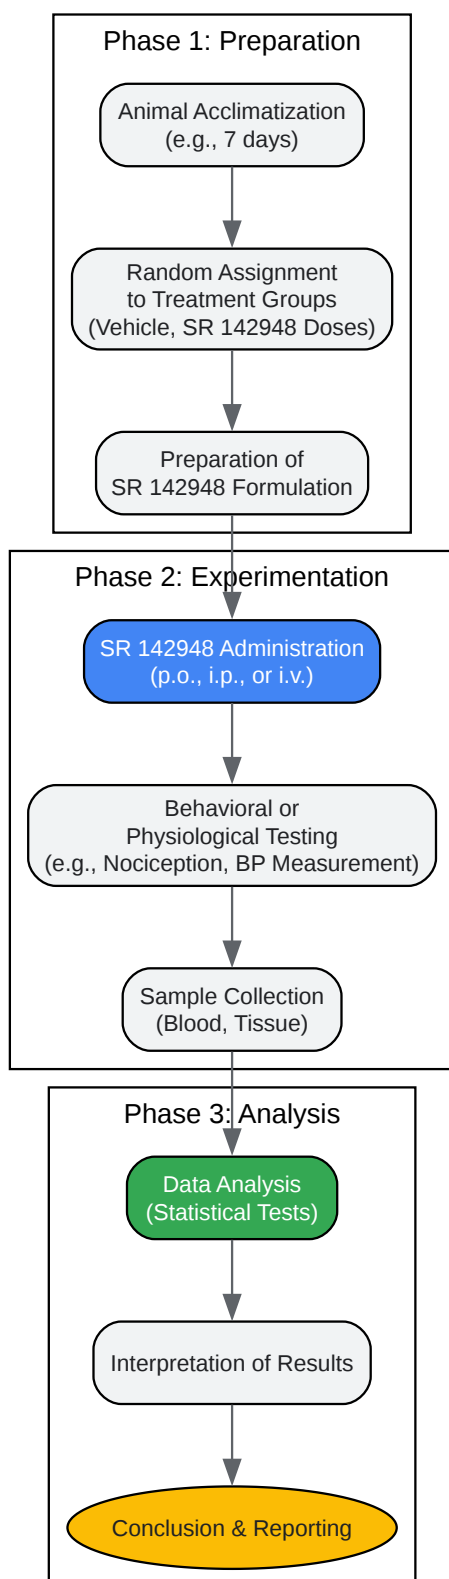 Phase 1: Preparation
Animal Acclimatization
(e.g., 7 days)
Random Assignment
to Treatment Groups
(Vehicle, SR 142948 Doses)
Preparation of
SR 142948 Formulation
Phase 2: Experimentation
SR 142948 Administration
(p.o., i.p., or i.v.)
Behavioral or
Physiological Testing
(e.g., Nociception, BP Measurement)
Sample Collection
(Blood, Tissue)
Phase 3: Analysis
Data Analysis
(Statistical Tests)
Interpretation of Results
Conclusion & Reporting